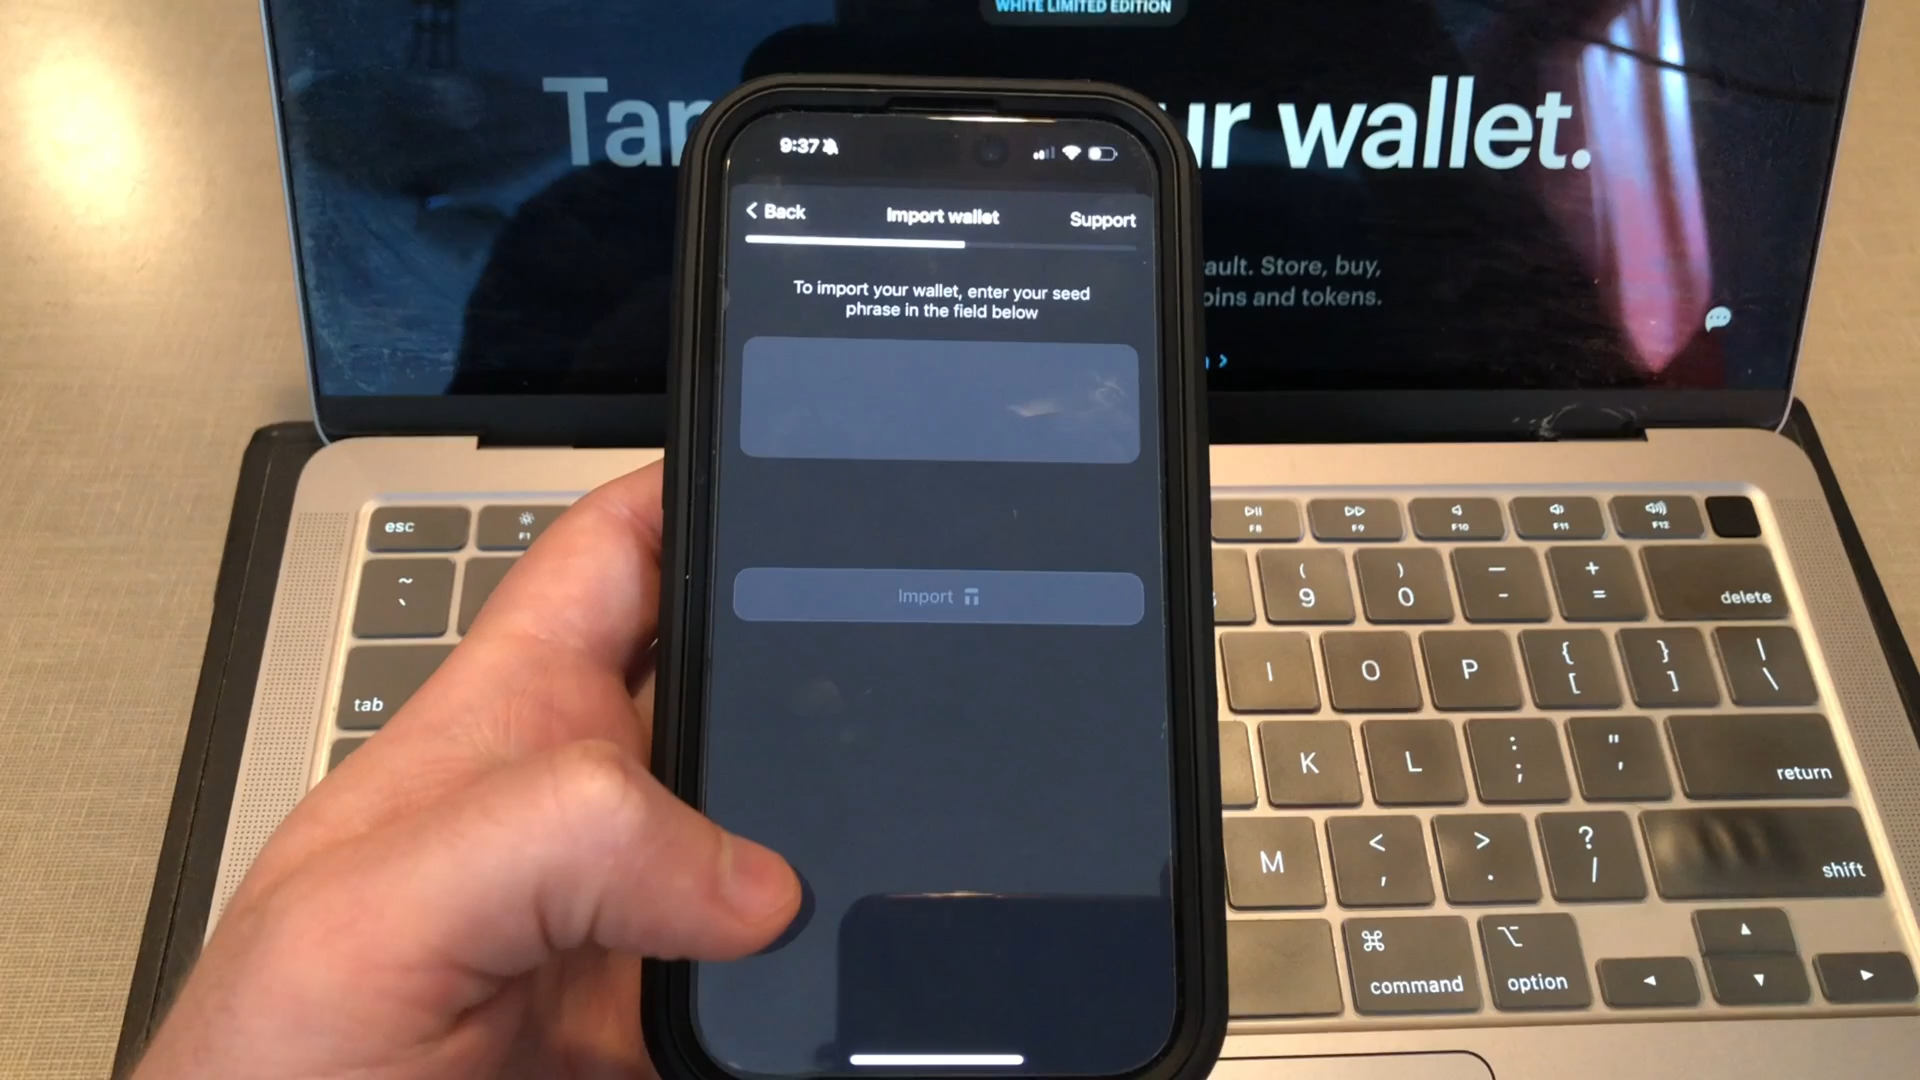 WHITE LIMITED EDITION
Tan
ur wallet.
ault. Store, buy,
oins and tokens.
9:37
Back
Import wallet
Support
To import your wallet, enter your seed
phrase in the field below
Import
esc
F1
F8
F9
F10
F11
F12
~
`
(
9
)
0
—
-
+
=
delete
tab
I
O
P
{
[
}
]
|
\
K
L
:
;
"
'
return
M
<
,
>
.
?
/
shift
⌘
command
⌥
option